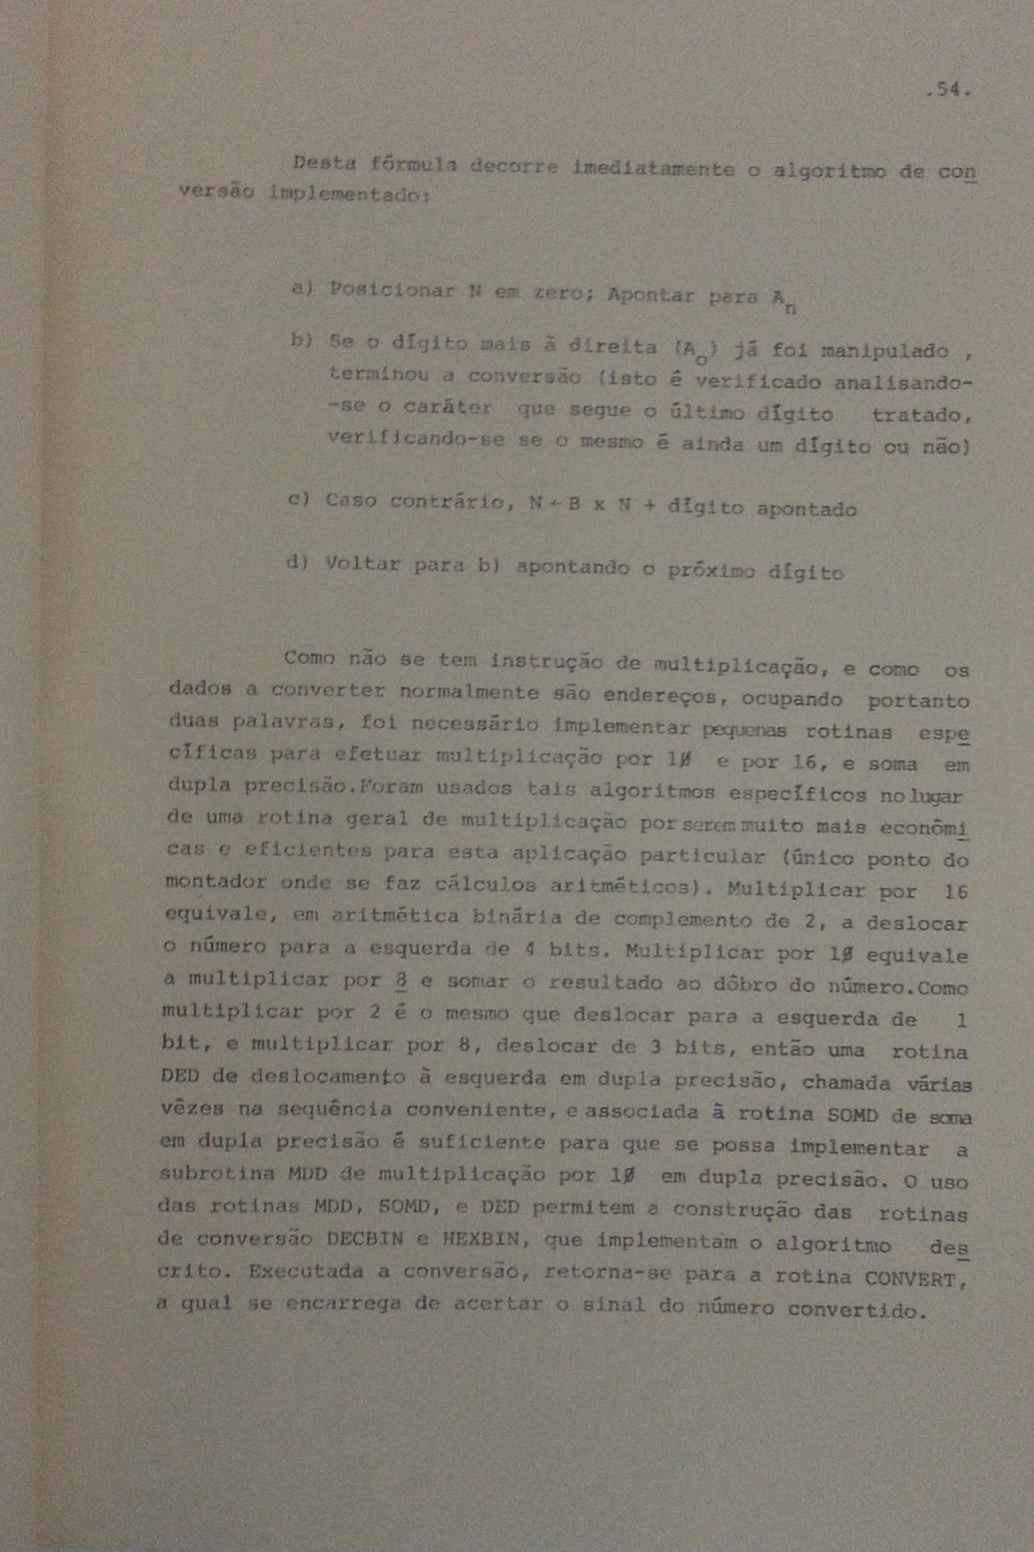 .54.
Desta fórmula decorre imediatamente o algoritmo de con
versão implementado:
a) Posicionar N em zero; Apontar para An
b) Se o dígito mais à direita (Ao) já foi manipulado ,
terminou a conversão (isto é verificado analisando-
-se o caráter que segue o último dígito tratado,
verificando-se se o mesmo é ainda um dígito ou não)
c) Caso contrário, N ← B x N + dígito apontado
d) Voltar para b) apontando o próximo dígito
Como não se tem instrução de multiplicação, e como os
dados a converter normalmente são endereços, ocupando portanto
duas palavras, foi necessário implementar pequenas rotinas espe
cíficas para efetuar multiplicação por 1Ø e por 16, e soma em
dupla precisão.Foram usados tais algoritmos específicos no lugar
de uma rotina geral de multiplicação por serem muito mais econômi
cas e eficientes para esta aplicação particular (único ponto do
montador onde se faz cálculos aritméticos). Multiplicar por 16
equivale, em aritmética binária de complemento de 2, a deslocar
o número para a esquerda de 4 bits. Multiplicar por 1Ø equivale
a multiplicar por 8 e somar o resultado ao dôbro do número.Como
multiplicar por 2 é o mesmo que deslocar para a esquerda de 1
bit, e multiplicar por 8, deslocar de 3 bits, então uma rotina
DED de deslocamento à esquerda em dupla precisão, chamada várias
vêzes na sequência conveniente, e associada à rotina SOMD de soma
em dupla precisão é suficiente para que se possa implementar a
subrotina MDD de multiplicação por 1Ø em dupla precisão. O uso
das rotinas MDD, SOMD, e DED permitem a construção das rotinas
de conversão DECBIN e HEXBIN, que implementam o algoritmo des
crito. Executada a conversão, retorna-se para a rotina CONVERT,
a qual se encarrega de acertar o sinal do número convertido.